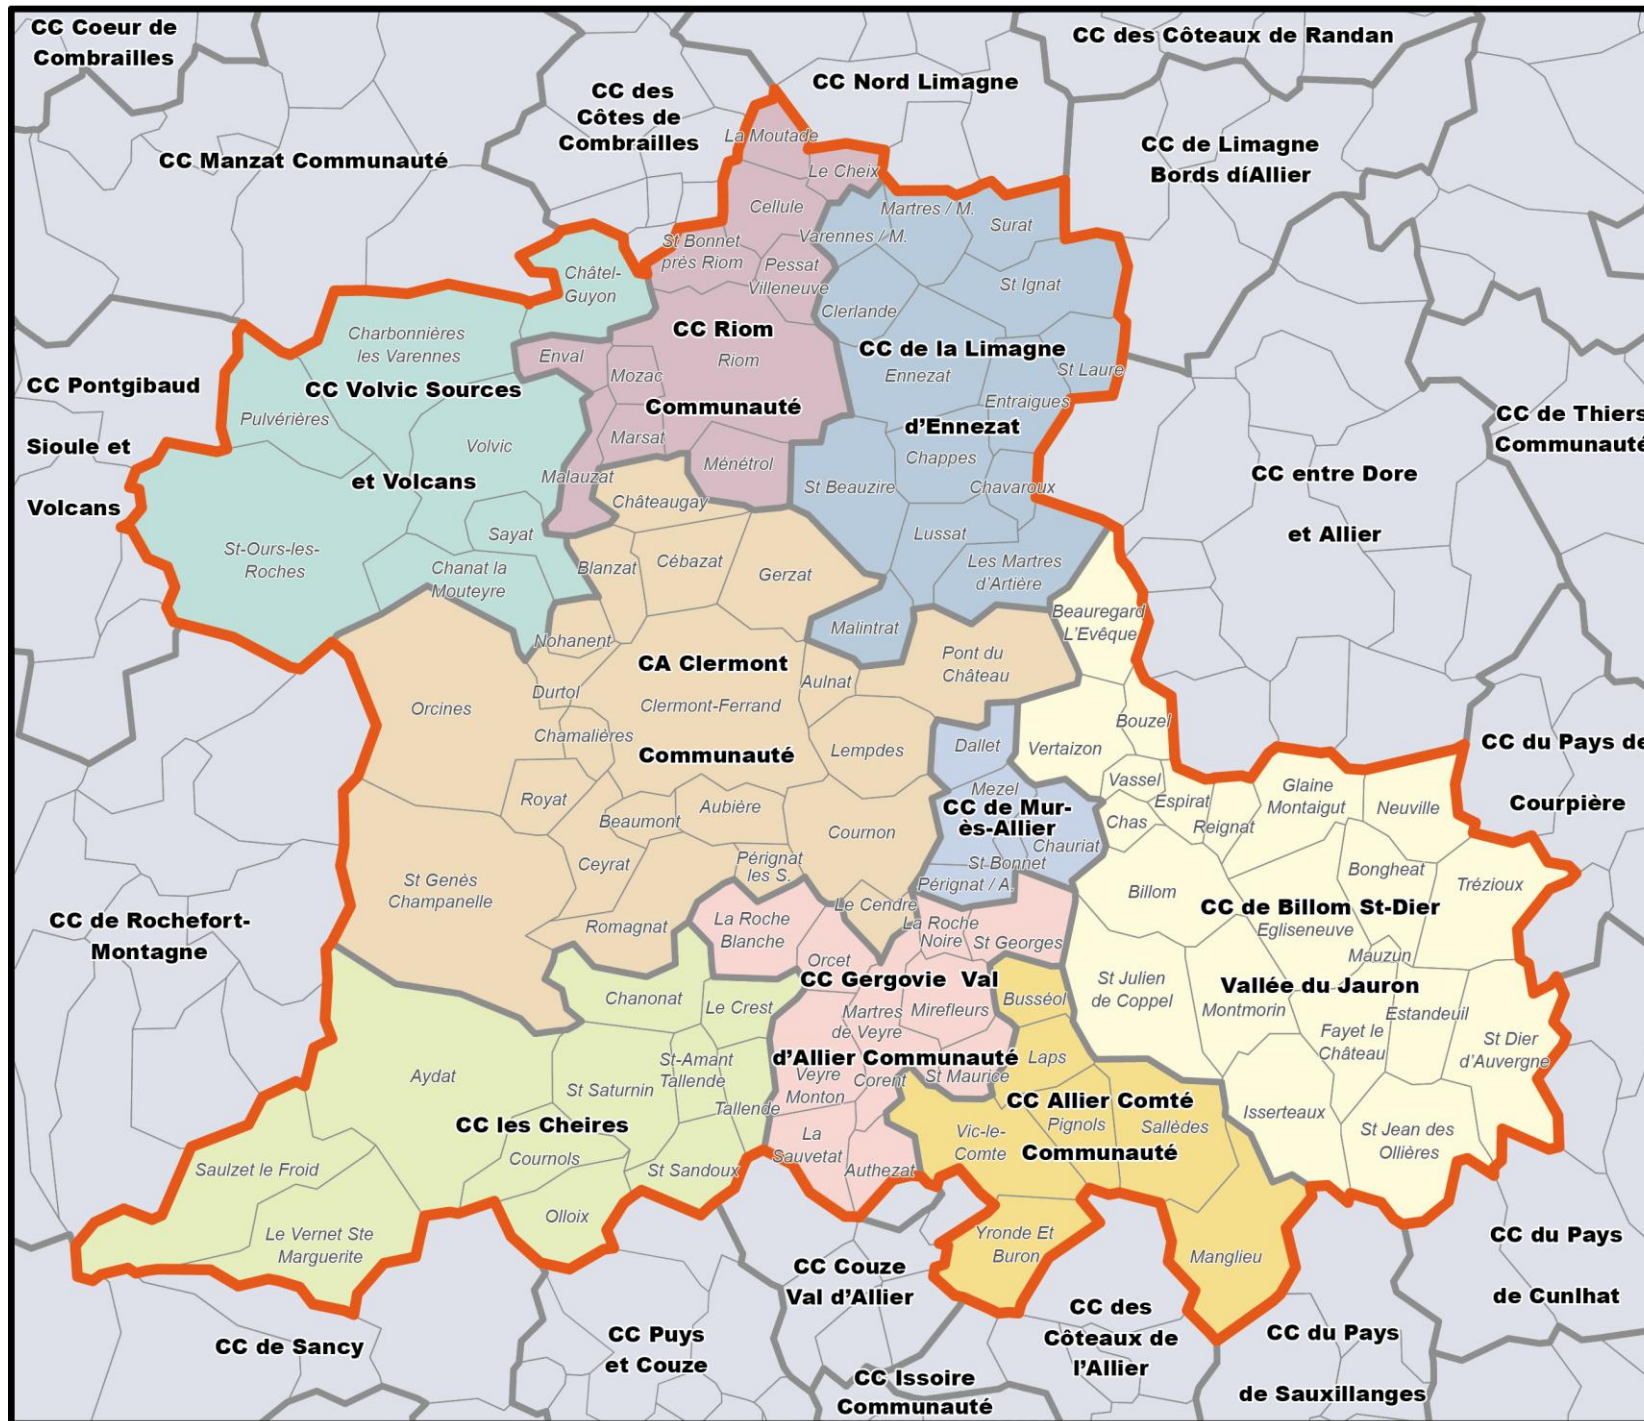 CC Coeur de
Combrailles
CC des Côteaux de Randan
CC Nord Limagne
CC des
Côtes de
Combrailles
CC Manzat Communauté
CC de Limagne
Bords díAllier
La Moutade
Le Cheix
Cellule
Martres / M.
Surat
Varennes / M.
St Bonnet
près Riom
Pessat
Villeneuve
Châtel-
Guyon
St Ignat
Clerlande
Charbonnières
les Varennes
CC Riom
Riom
Communauté
CC de la Limagne
Ennezat
d'Ennezat
St Laure
Enval
Mozac
Entraigues
CC Pontgibaud
Sioule et
Volcans
CC Volvic Sources
et Volcans
Pulvérières
Volvic
Marsat
Ménétrol
Malauzat
Chappes
CC de Thiers
Communauté
CC entre Dore
et Allier
Châteaugay
St Beauzire
Chavaroux
Sayat
Lussat
St-Ours-les-
Roches
Chanat la
Mouteyre
Blanzat
Cébazat
Gerzat
Les Martres
d'Artière
Beauregard
L'Evêque
Malintrat
Nohanent
CA Clermont
Clermont-Ferrand
Communauté
Pont du
Château
Aulnat
Durtol
Orcines
Chamalières
Bouzel
Vertaizon
Dallet
Lempdes
CC du Pays de
Courpière
Vassel
Mezel
Espirat
Glaine
Montaigut
Neuville
Royat
Aubière
Beaumont
CC de Mur-
ès-Allier
Chas
Reignat
Cournon
Chauriat
Pérignat
les S.
St Bonnet
Ceyrat
Bongheat
Trézioux
St Genès
Champanelle
Pérignat / A.
Billom
Le Cendre
CC de Billom St-Dier
Egliseneuve
Vallée du Jauron
CC de Rochefort-
Montagne
La Roche
Blanche
Romagnat
La Roche
Noire
St Georges
Orcet
Mauzun
CC Gergovie Val
d'Allier Communauté
St Julien
de Coppel
Chanonat
Le Crest
Busséol
Montmorin
Martres
de Veyre
Mirefleurs
Estandeuil
Fayet le
Château
St Dier
d'Auvergne
Laps
St-Amant
Tallende
Aydat
St Saturnin
Veyre
Monton
Corent
St Maurice
CC Allier Comté
Communauté
Tallende
Isserteaux
CC les Cheires
Pignols
Sallèdes
La
Sauvetat
Vic-le-
Comte
St Jean des
Ollières
Saulzet le Froid
Cournols
St Sandoux
Authezat
Olloix
Le Vernet Ste
Marguerite
Yronde Et
Buron
Manglieu
CC du Pays
de Cunlhat
CC Couze
Val d'Allier
CC des
Côteaux de
l'Allier
CC de Sancy
CC Puys
et Couze
CC du Pays
de Sauxillanges
CC Issoire
Communauté